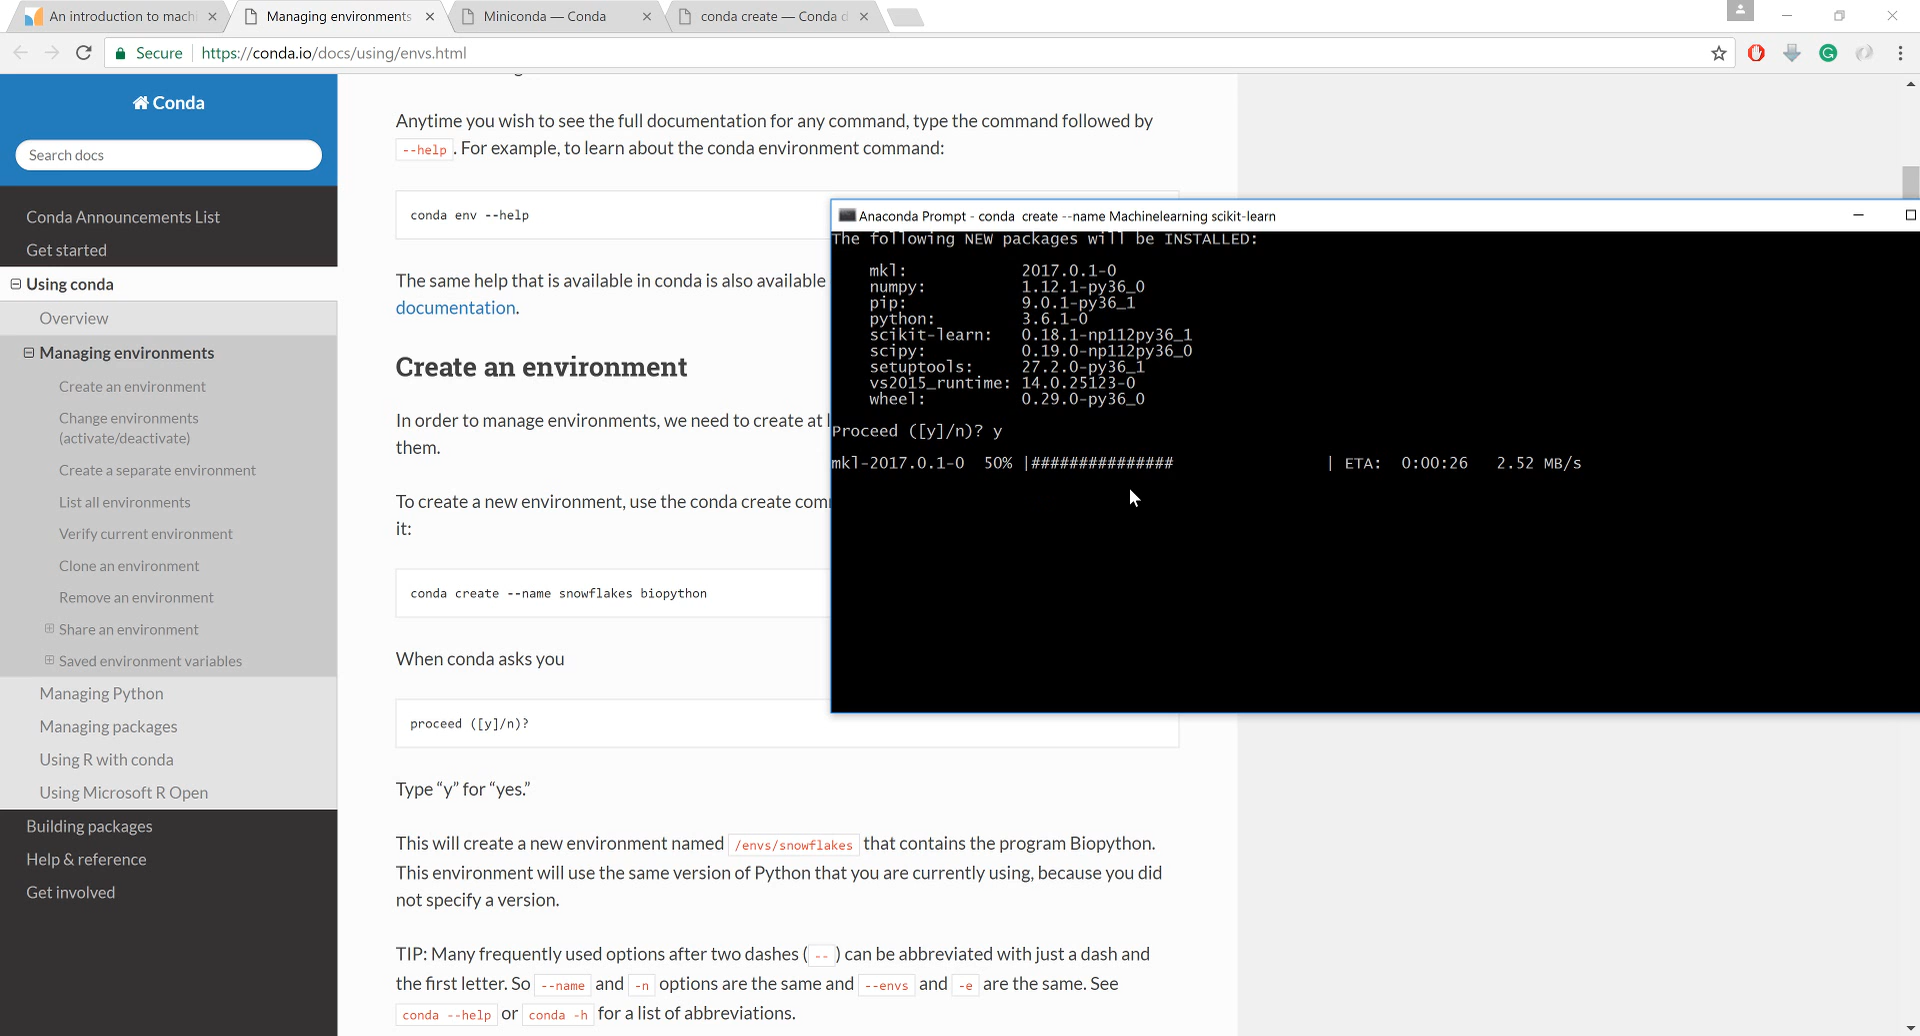 An introduction to mach
Managing environments
Miniconda — Conda
conda create — Conda d
Secure
https://conda.io/docs/using/envs.html
Conda
Search docs
Conda Announcements List
Get started
Using conda
Overview
Managing environments
Create an environment
Change environments
(activate/deactivate)
Create a separate environment
List all environments
Verify current environment
Clone an environment
Remove an environment
Share an environment
Saved environment variables
Managing Python
Managing packages
Using R with conda
Using Microsoft R Open
Building packages
Help & reference
Get involved
Anytime you wish to see the full documentation for any command, type the command followed by
--help . For example, to learn about the conda environment command:
conda env --help
The same help that is available in conda is also available
documentation.
Create an environment
In order to manage environments, we need to create at l
them.
To create a new environment, use the conda create com
it:
conda create --name snowflakes biopython
When conda asks you
proceed ([y]/n)?
Type “y” for “yes.”
This will create a new environment named /envs/snowflakes that contains the program Biopython.
This environment will use the same version of Python that you are currently using, because you did
not specify a version.
TIP: Many frequently used options after two dashes ( -- ) can be abbreviated with just a dash and
the first letter. So --name and -n options are the same and --envs and -e are the same. See
conda --help or conda -h for a list of abbreviations.
Anaconda Prompt - conda create --name Machinelearning scikit-learn
The following NEW packages will be INSTALLED:
mkl: 2017.0.1-0
numpy: 1.12.1-py36_0
pip: 9.0.1-py36_1
python: 3.6.1-0
scikit-learn: 0.18.1-np112py36_1
scipy: 0.19.0-np112py36_0
setuptools: 27.2.0-py36_1
vs2015_runtime: 14.0.25123-0
wheel: 0.29.0-py36_0
Proceed ([y]/n)? y
mkl-2017.0.1-0 50% |############### | ETA: 0:00:26 2.52 MB/s